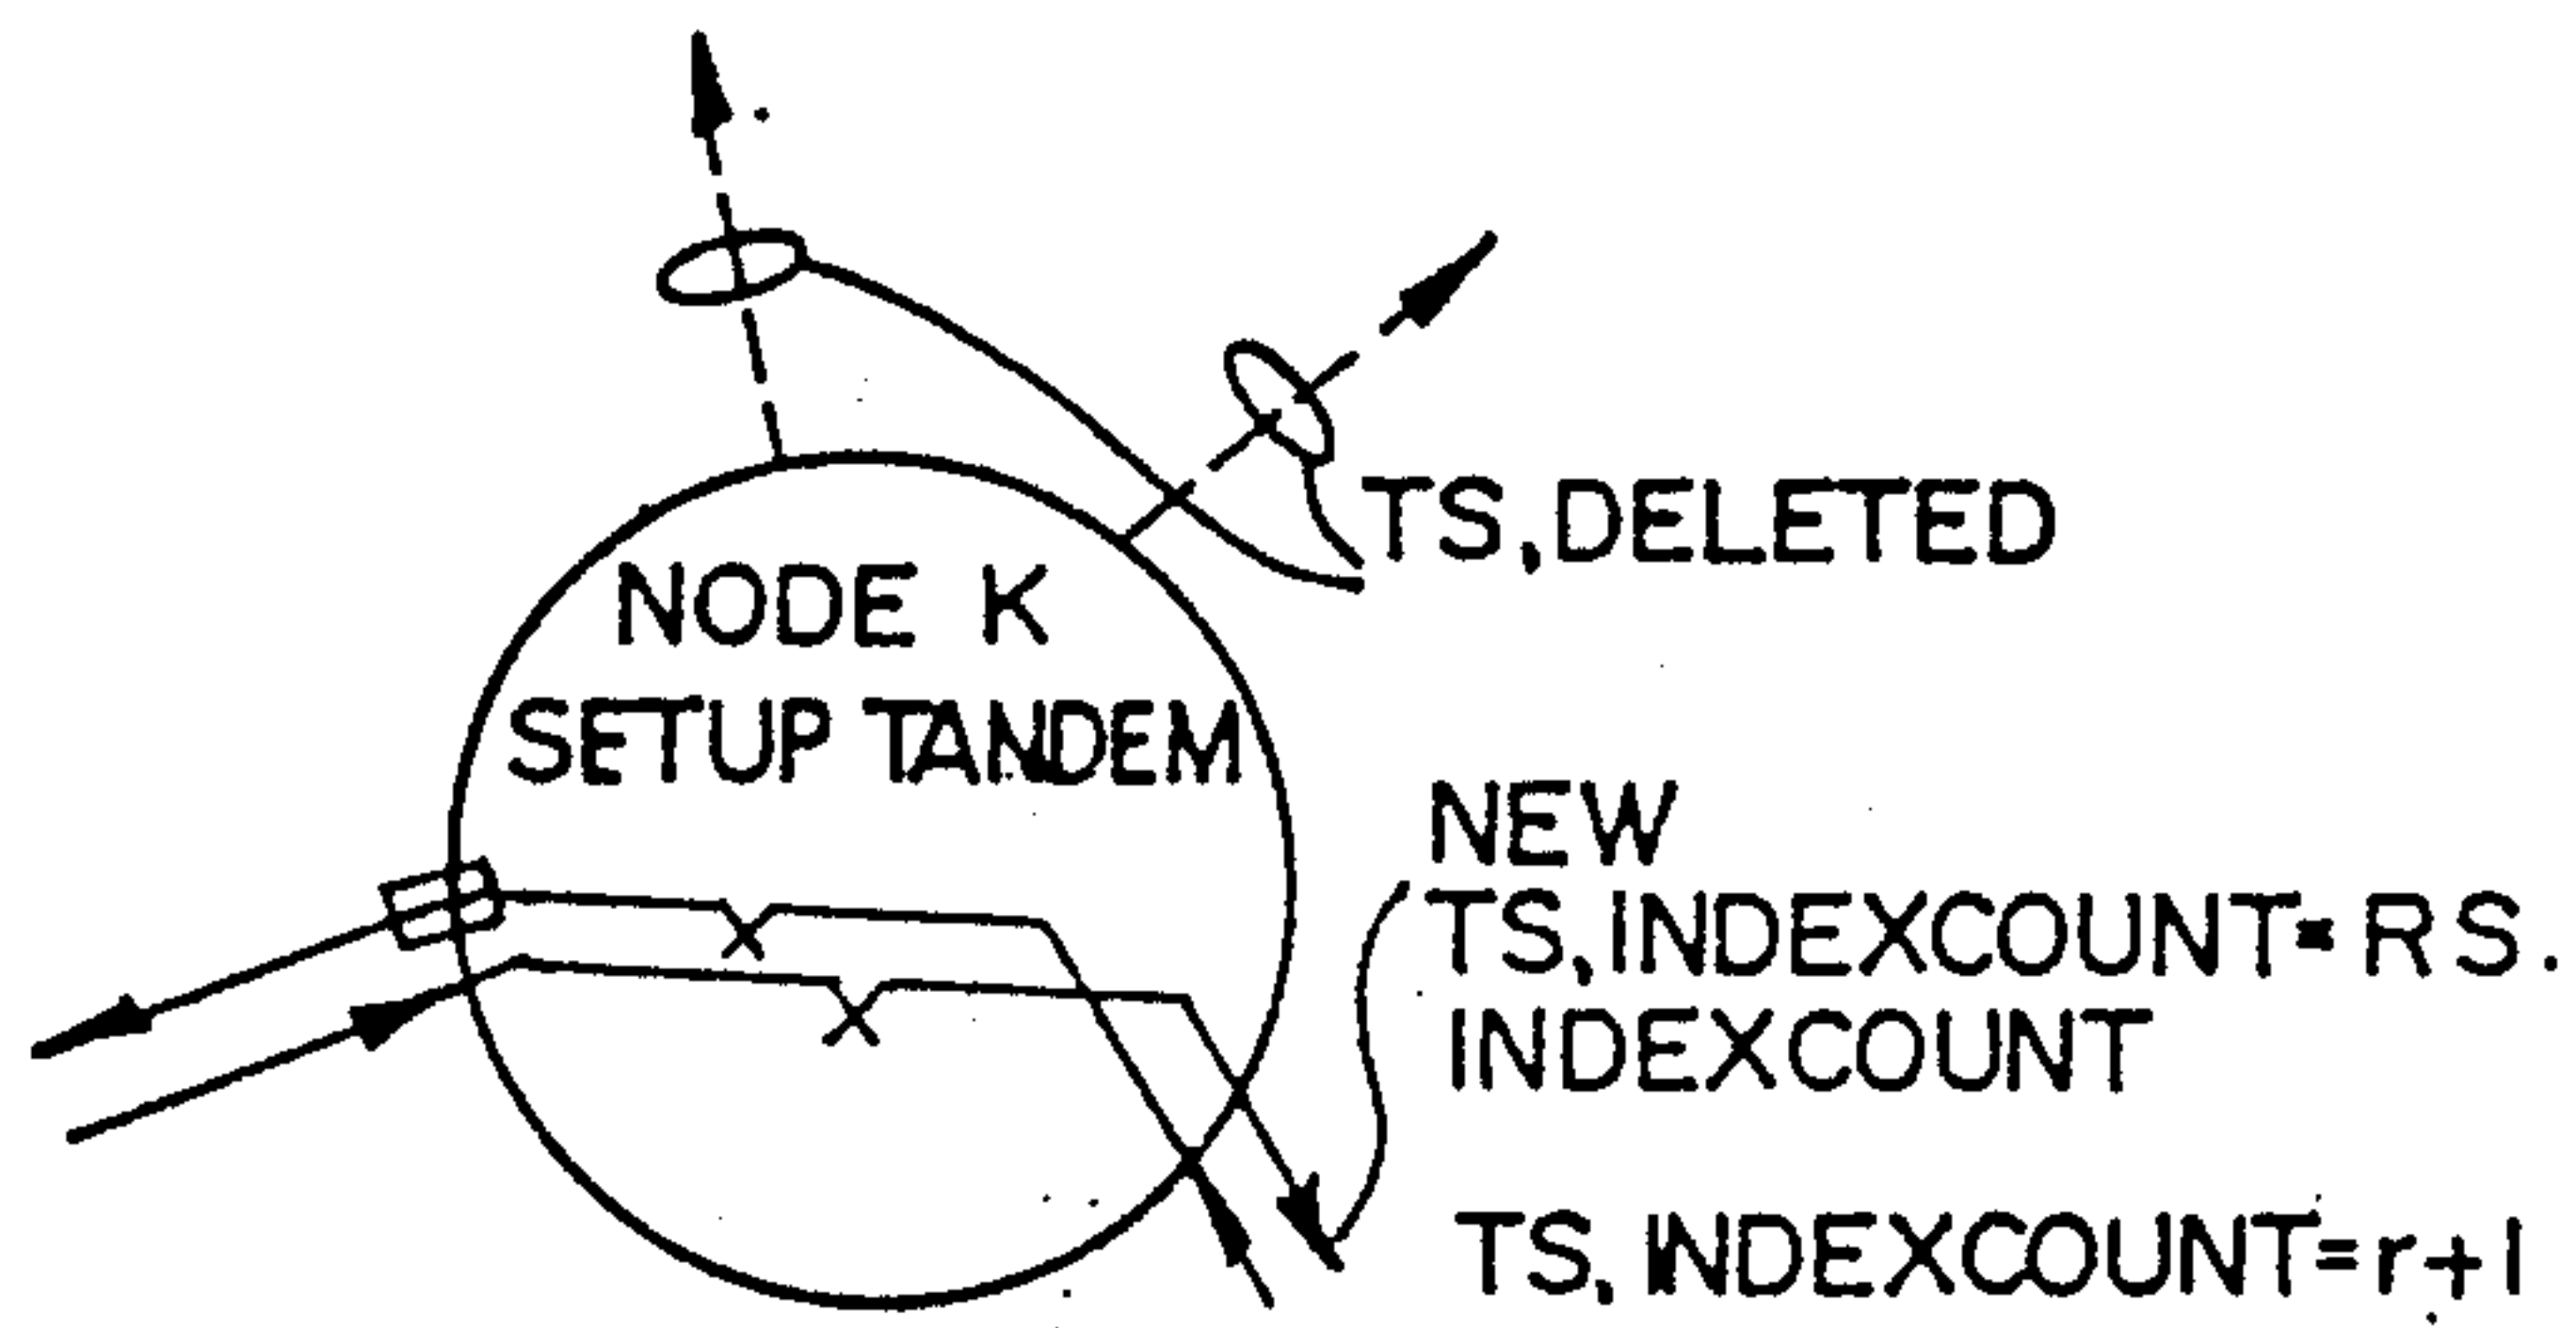 TS,DELETED
NODE K
SETUP TANDEM
NEW
TS,INDEXCOUNT= RS.
INDEXCOUNT
TS, INDEXCOUNT=r+1